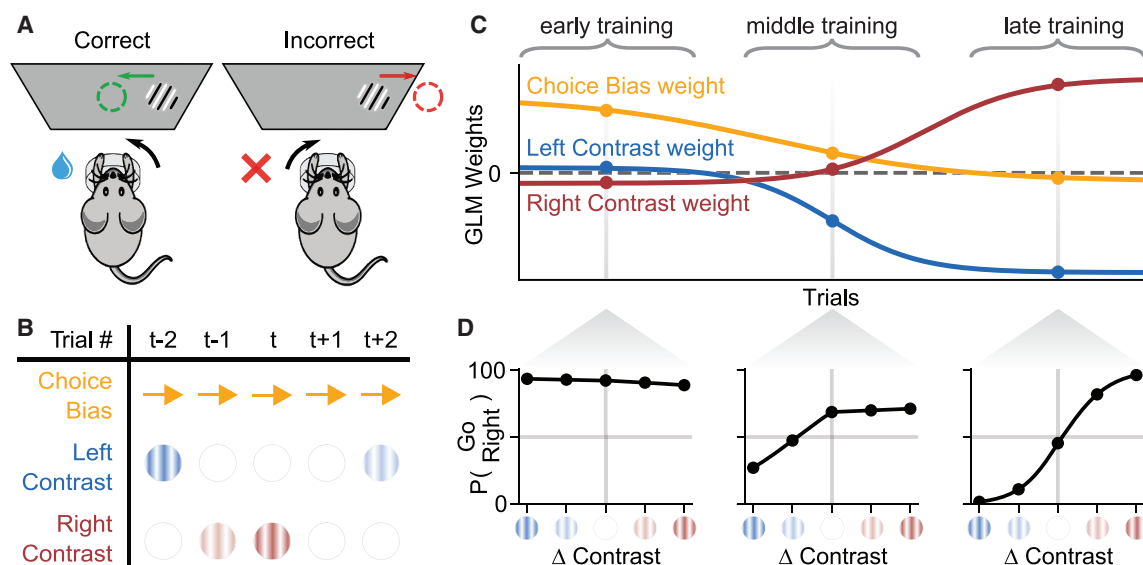 A
Correct
Incorrect
B
Trial # t-2 t-1 t t+1 t+2
Choice
Bias
Left
Contrast
Right
Contrast
C
early training middle training late training
Choice Bias weight
Left Contrast weight
Right Contrast weight
GLM Weights
0
Trials
D
100
0
P( Go
Right )
Δ Contrast Δ Contrast Δ Contrast